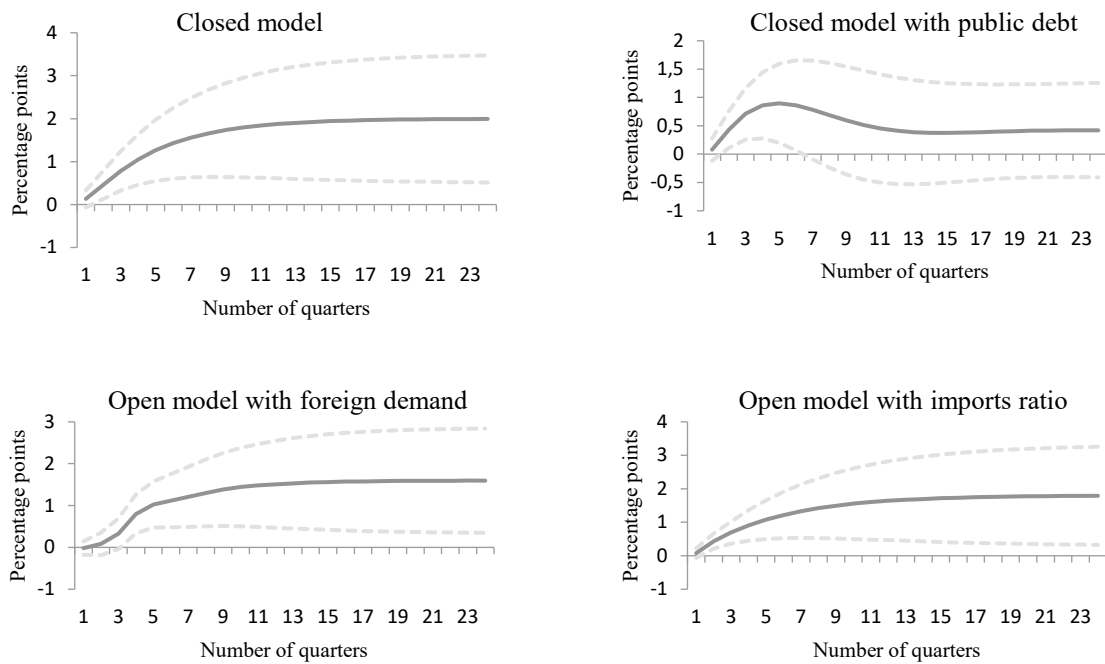 Closed model
Percentage points
4
3
2
1
0
-1
1 3 5 7 9 11 13 15 17 19 21 23
Number of quarters
Closed model with public debt
Percentage points
2
1,5
1
0,5
0
-0,5
-1
1 3 5 7 9 11 13 15 17 19 21 23
Number of quarters
Open model with foreign demand
Percentage points
3
2
1
0
-1
1 3 5 7 9 11 13 15 17 19 21 23
Number of quarters
Open model with imports ratio
Percentage points
4
3
2
1
0
-1
1 3 5 7 9 11 13 15 17 19 21 23
Number of quarters